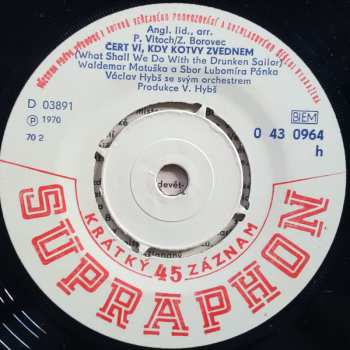 Angl. lid., arr.
P. Vitoch/Z. Borovec
ČERT VÍ, KDY KOTVY ZVEDNEM
(What Shall We Do With the Drunken Sailor)
Waldemar Matuška a Sbor Lubomíra Pánka
Václav Hybš se svým orchestrem
Produkce V. Hybš
D 03891
℗ 1970
70 2
BIEM
0 43 0964
h
devět-
KRÁTKÝ 45 ZÁZNAM
SUPRAPHON